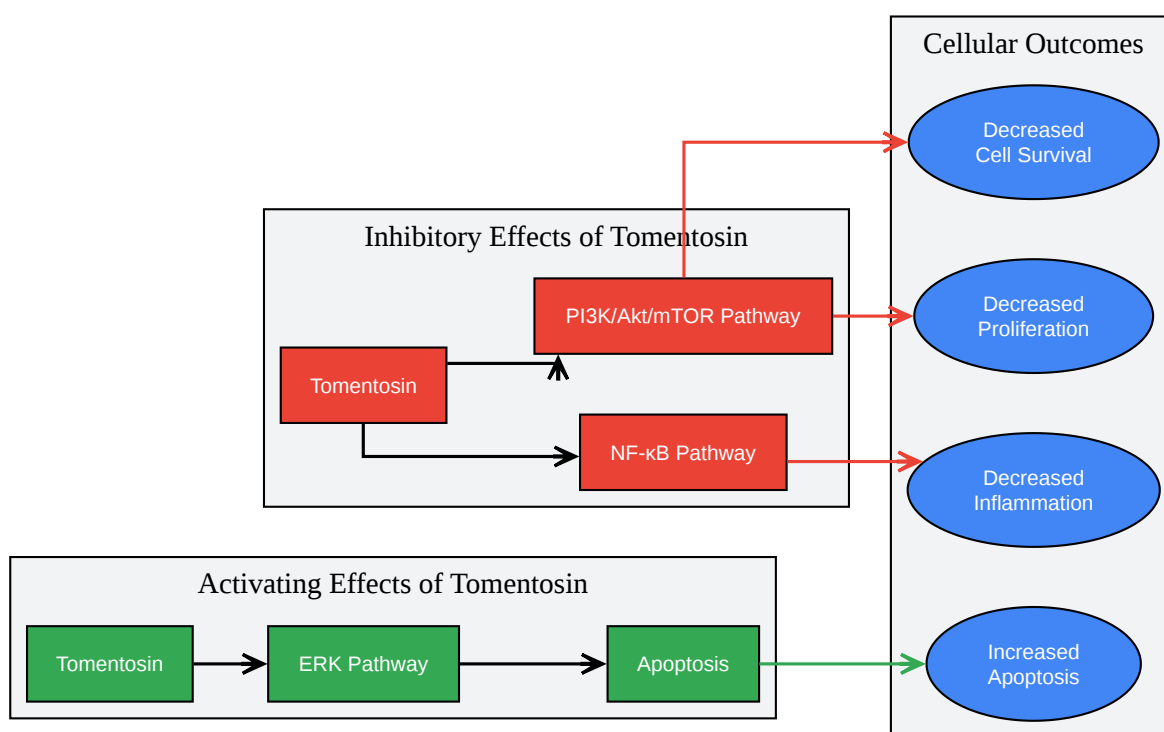 Cellular Outcomes
Decreased
Cell Survival
Inhibitory Effects of Tomentosin
PI3K/Akt/mTOR Pathway
Decreased
Proliferation
Tomentosin
NF-κB Pathway
Decreased
Inflammation
Activating Effects of Tomentosin
Tomentosin
ERK Pathway
Apoptosis
Increased
Apoptosis